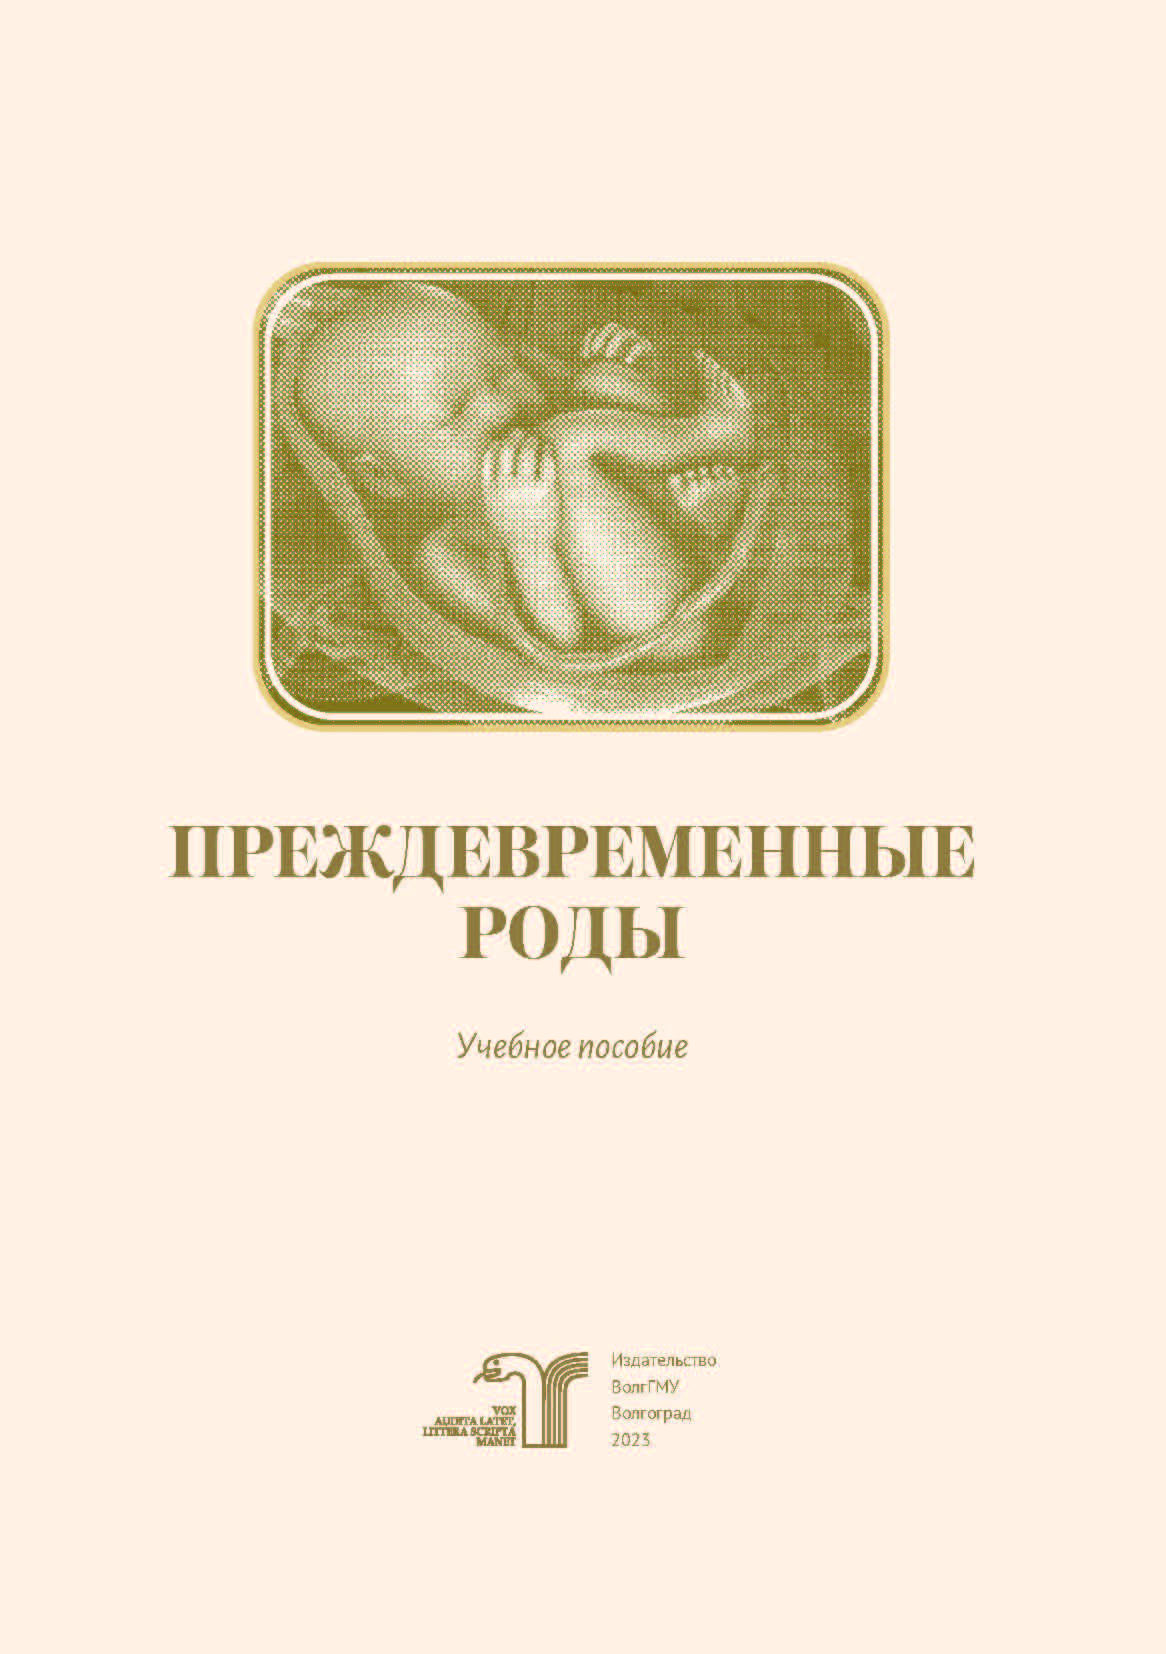 ПРЕЖДЕВРЕМЕННЫЕ
РОДЫ
Учебное пособие
VOX
AUDITA LATET,
LITTERA SCRIPTA
MANET
Издательство
ВолгГМУ
Волгоград
2023